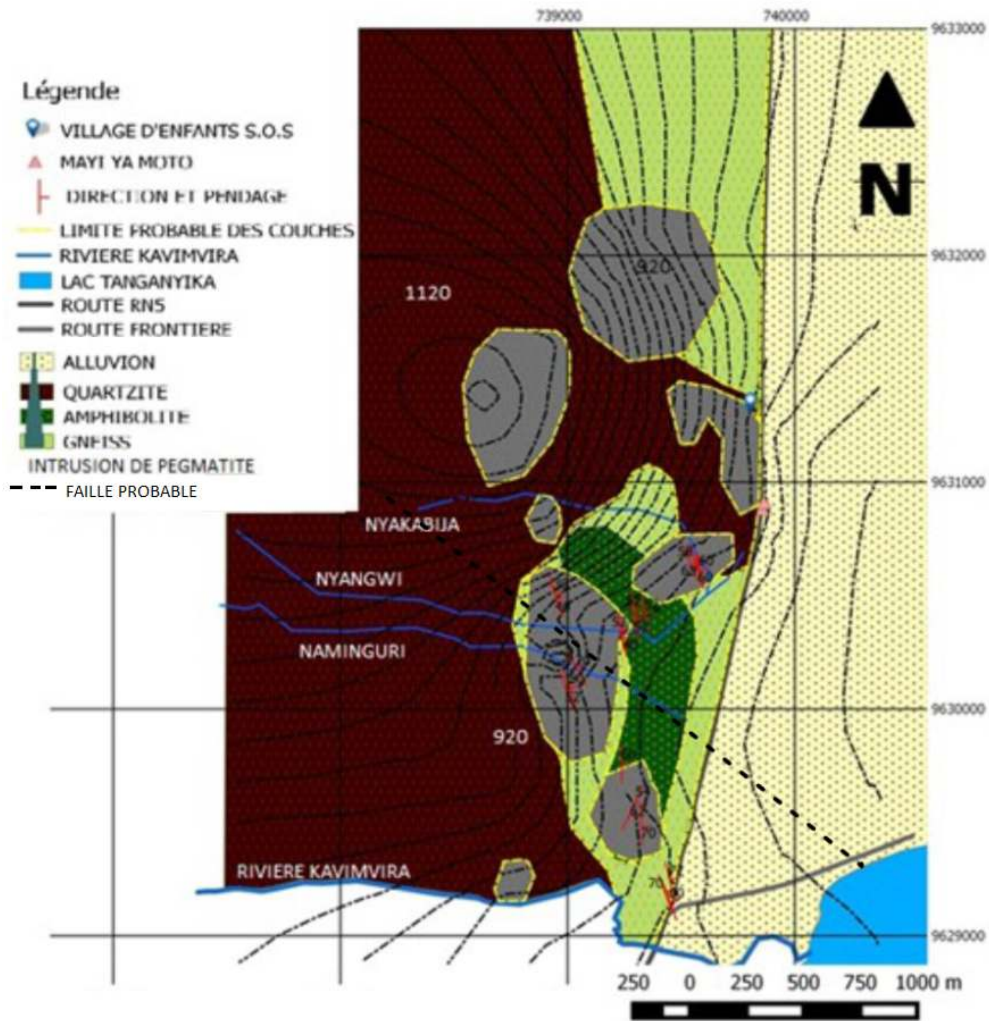 739000
740000
9633000
Légende
VILLAGE D'ENFANTS S.O.S
MAYI YA MOTO
DIRECTION ET PENDAGE
LIMITE PROBABLE DES COUCHES
RIVIERE KAVIMVIRA
LAC TANGANYIKA
ROUTE RN5
ROUTE FRONTIERE
ALLUVION
QUARTZITE
AMPHIBOLITE
GNEISS
INTRUSION DE PEGMATITE
FAILLE PROBABLE
N
9632000
920
1120
9631000
NYAKABIJA
NYANGWI
NAMINGURI
9630000
920
70
RIVIERE KAVIMVIRA
70
9629000
250 0 250 500 750 1000 m